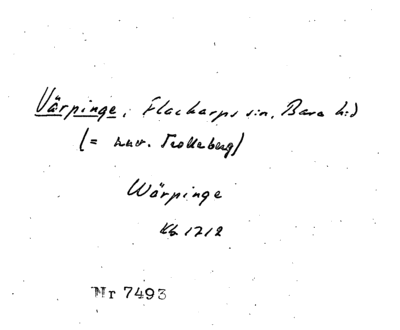 Värpinge, Flackarps sn, Bara hd
(= nuv. Trolleberg)
Wärpinge
Kb 1712
Nr 7493